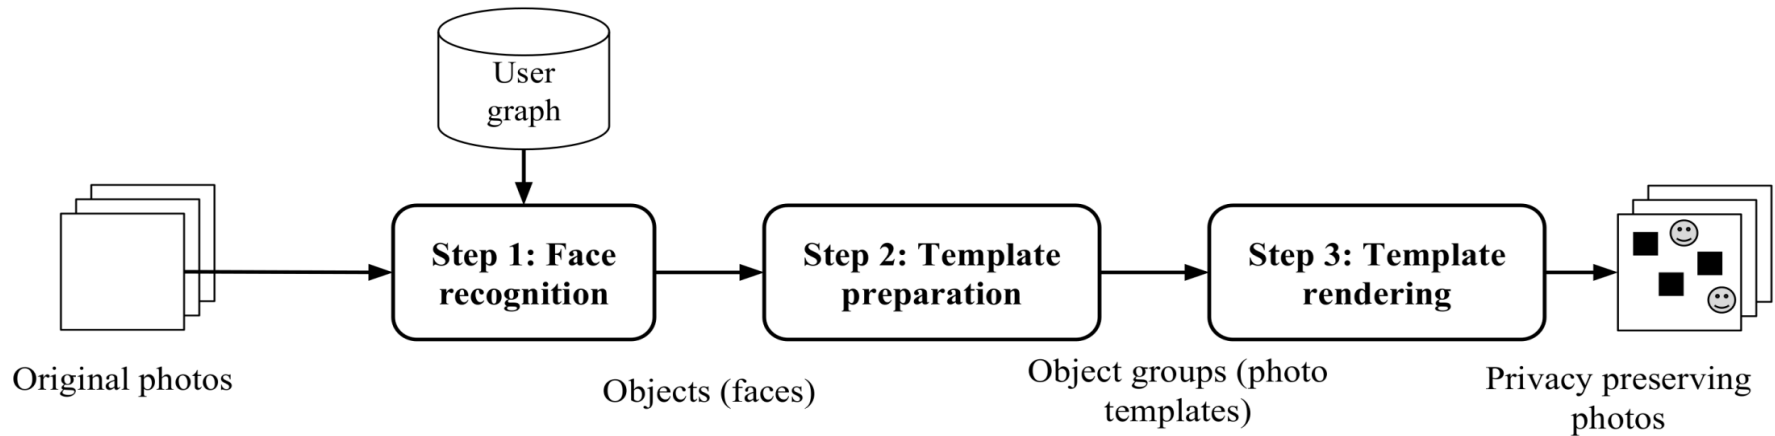 User
graph
Step 1: Face
recognition
Step 2: Template
preparation
Step 3: Template
rendering
Original photos
Objects (faces)
Object groups (photo
templates)
Privacy preserving
photos